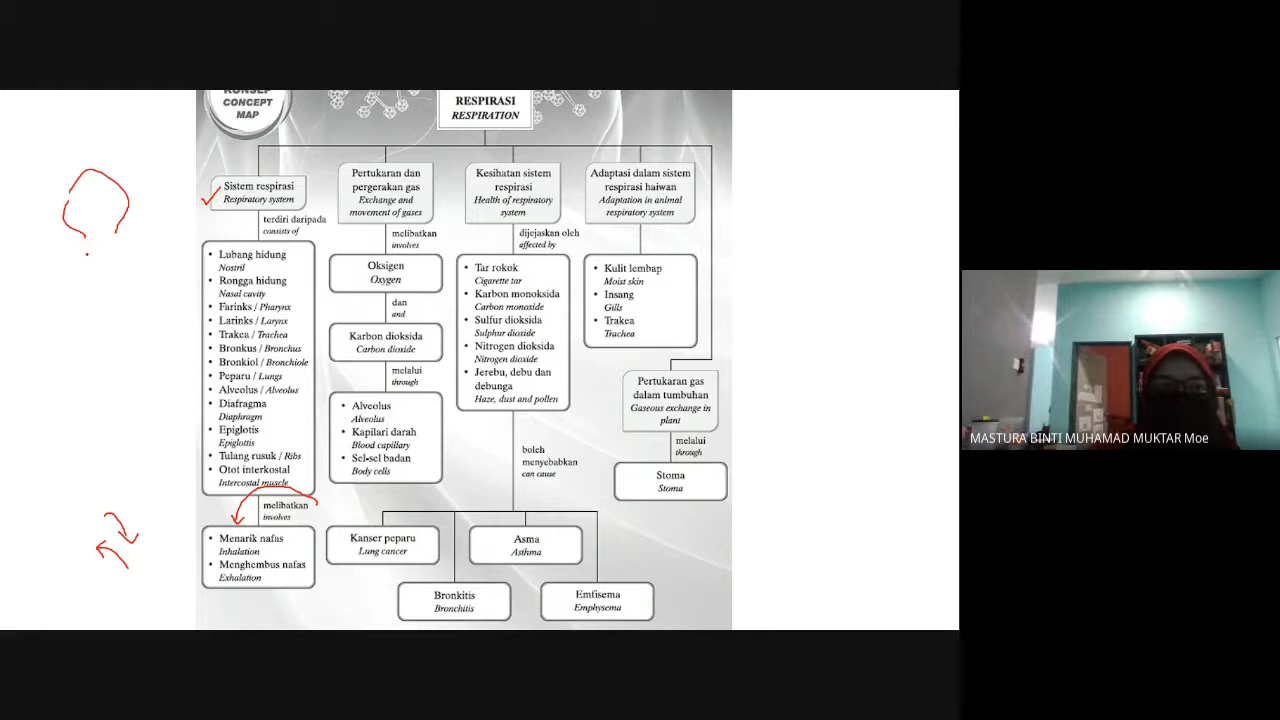 KONSEP
CONCEPT
MAP
RESPIRASI
RESPIRATION
Sistem respirasi
Respiratory system
terdiri daripada
consists of
• Lubang hidung
Nostril
• Rongga hidung
Nasal cavity
• Farinks / Pharynx
• Larinks / Larynx
• Trakea / Trachea
• Bronkus / Bronchus
• Bronkiol / Bronchiole
• Peparu / Lungs
• Alveolus / Alveolus
• Diafragma
Diaphragm
• Epiglotis
Epiglottis
• Tulang rusuk / Ribs
• Otot interkostal
Intercostal muscle
melibatkan
involves
• Menarik nafas
Inhalation
• Menghembus nafas
Exhalation
Pertukaran dan
pergerakan gas
Exchange and
movement of gases
melibatkan
involves
Oksigen
Oxygen
dan
and
Karbon dioksida
Carbon dioxide
melalui
through
• Alveolus
Alveolus
• Kapilari darah
Blood capillary
• Sel-sel badan
Body cells
Kesihatan sistem
respirasi
Health of respiratory
system
dijejaskan oleh
affected by
• Tar rokok
Cigarette tar
• Karbon monoksida
Carbon monoxide
• Sulfur dioksida
Sulphur dioxide
• Nitrogen dioksida
Nitrogen dioxide
• Jerebu, debu dan
debunga
Haze, dust and pollen
boleh
menyebabkan
can cause
Kanser peparu
Lung cancer
Bronkitis
Bronchitis
Asma
Asthma
Emfisema
Emphysema
Adaptasi dalam sistem
respirasi haiwan
Adaptation in animal
respiratory system
• Kulit lembap
Moist skin
• Insang
Gills
• Trakea
Trachea
Pertukaran gas
dalam tumbuhan
Gaseous exchange in
plant
melalui
through
Stoma
Stoma
MASTURA BINTI MUHAMAD MUKTAR Moe